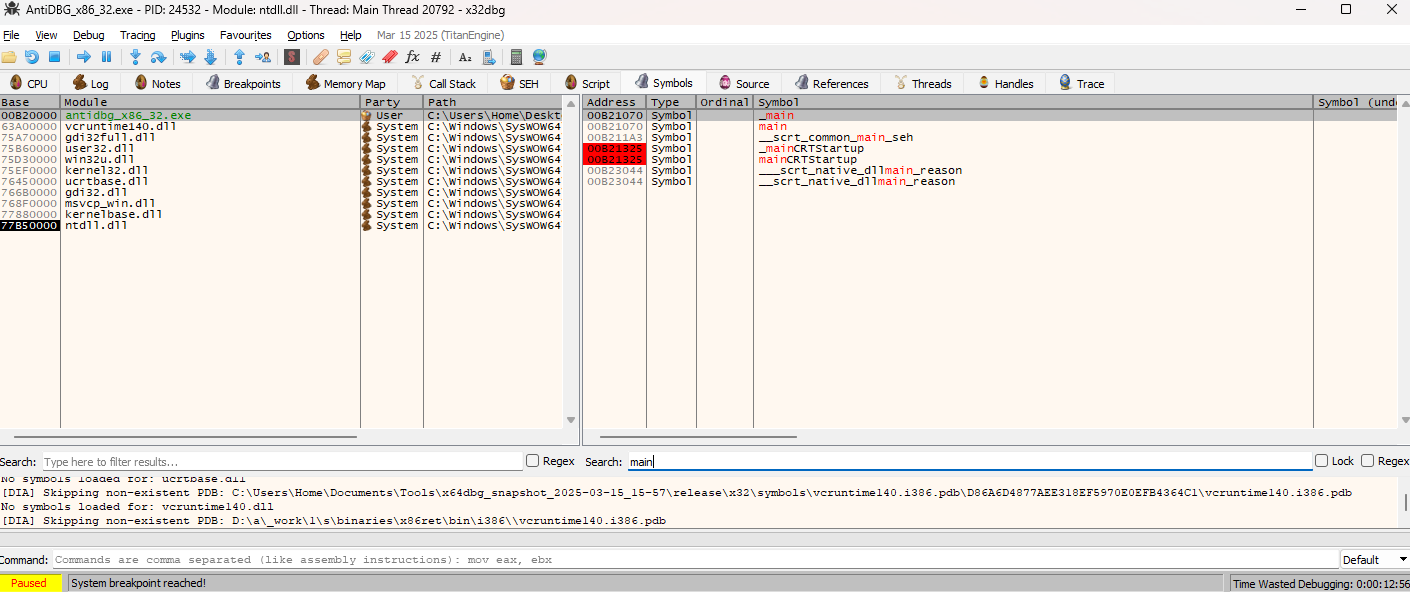 AntiDBG_x86_32.exe - PID: 24532 - Module: ntdll.dll - Thread: Main Thread 20792 - x32dbg
File View Debug Tracing Plugins Favourites Options Help Mar 15 2025 (TitanEngine)
CPU Log Notes Breakpoints Memory Map Call Stack SEH Script Symbols Source References Threads Handles Trace
Base Module Party Path
00B20000 antidbg_x86_32.exe User C:\Users\Home\Deskt
63A00000 vcruntime140.dll System C:\Windows\SysWOW64
75A70000 gdi32full.dll System C:\Windows\SysWOW64
75B60000 user32.dll System C:\Windows\SysWOW64
75D30000 win32u.dll System C:\Windows\SysWOW64
75EF0000 kernel32.dll System C:\Windows\SysWOW64
76450000 ucrtbase.dll System C:\Windows\SysWOW64
766B0000 gdi32.dll System C:\Windows\SysWOW64
768F0000 msvcp_win.dll System C:\Windows\SysWOW64
77880000 kernelbase.dll System C:\Windows\SysWOW64
77B50000 ntdll.dll System C:\Windows\SysWOW64
Address Type Ordinal Symbol Symbol (und
00B21070 Symbol _main
00B21070 Symbol main
00B211A3 Symbol __scrt_common_main_seh
00B21325 Symbol _mainCRTStartup
00B21325 Symbol mainCRTStartup
00B23044 Symbol ___scrt_native_dllmain_reason
00B23044 Symbol __scrt_native_dllmain_reason
Search: Type here to filter results... Regex Search: main Lock Regex
No symbols loaded for: ucrtbase.dll
[DIA] Skipping non-existent PDB: C:\Users\Home\Documents\Tools\x64dbg_snapshot_2025-03-15_15-57\release\x32\symbols\vcruntime140.i386.pdb\D86A6D4877AEE318EF5970E0EFB4364C1\vcruntime140.i386.pdb
No symbols loaded for: vcruntime140.dll
[DIA] Skipping non-existent PDB: D:\a\_work\1\s\binaries\x86ret\bin\i386\\vcruntime140.i386.pdb
Command: Commands are comma separated (like assembly instructions): mov eax, ebx Default
Paused System breakpoint reached! Time Wasted Debugging: 0:00:12:56